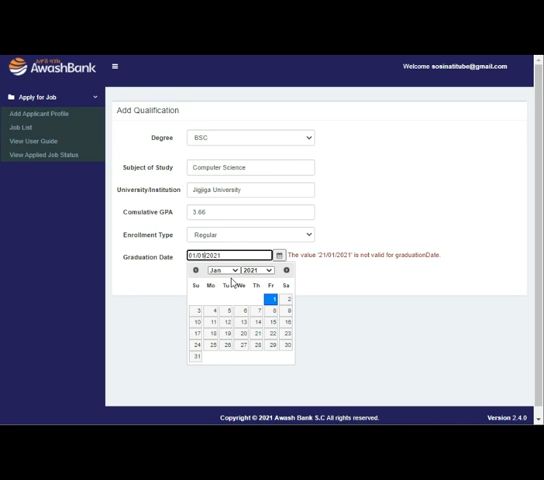 AwashBank
Welcome sosinatitube@gmail.com
Apply for Job
Add Applicant Profile
Job List
View User Guide
View Applied Job Status
Add Qualification
Degree BSC
Subject of Study Computer Science
University/Institution Jigjiga University
Comulative GPA 3.66
Enrollment Type Regular
Graduation Date 01/01/2021 The value '21/01/2021' is not valid for graduationDate.
Jan 2021
Su Mo Tu We Th Fr Sa
1 2
3 4 5 6 7 8 9
10 11 12 13 14 15 16
17 18 19 20 21 22 23
24 25 26 27 28 29 30
31
Copyright © 2021 Awash Bank S.C All rights reserved. Version 2.4.0